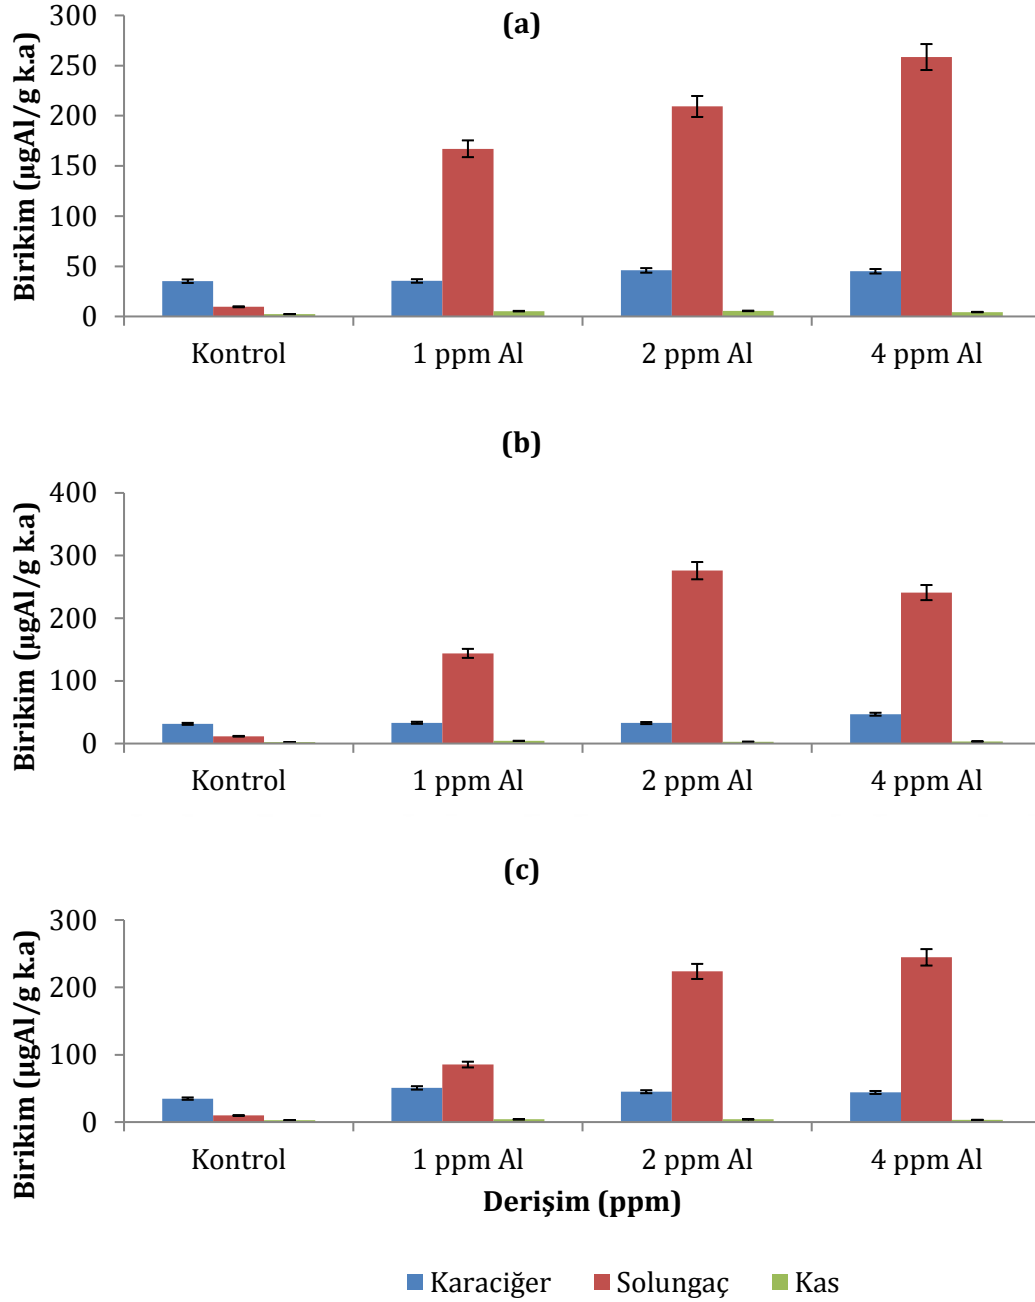 (a)
Birikim (µgAl/g k.a)
300
250
200
150
100
50
0
Kontrol 1 ppm Al 2 ppm Al 4 ppm Al
(b)
Birikim (µgAl/g k.a)
400
300
200
100
0
Kontrol 1 ppm Al 2 ppm Al 4 ppm Al
(c)
Birikim (µgAl/g k.a)
300
200
100
0
Kontrol 1 ppm Al 2 ppm Al 4 ppm Al
Derişim (ppm)
Karaciğer Solungaç Kas